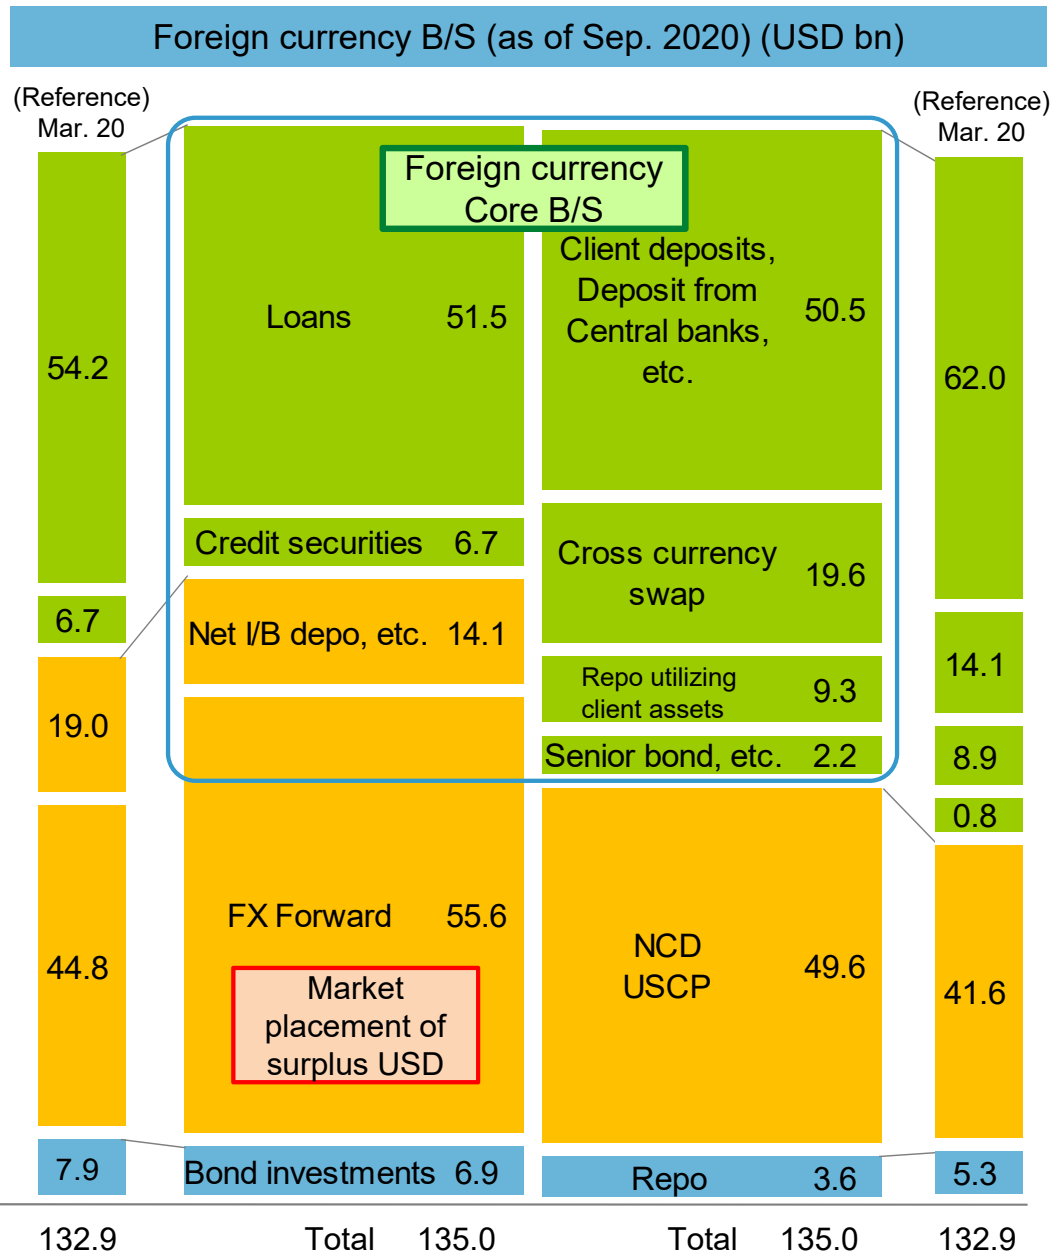 Foreign currency B/S (as of Sep. 2020) (USD bn)
(Reference)
Mar. 20
54.2
6.7
19.0
44.8
7.9
132.9
Foreign currency
Core B/S
Loans 51.5
Credit securities 6.7
Net I/B depo, etc. 14.1
FX Forward 55.6
Market
placement of
surplus USD
Bond investments 6.9
Total 135.0
Client deposits,
Deposit from
Central banks,
etc.
50.5
Cross currency
swap
19.6
Repo utilizing
client assets
9.3
Senior bond, etc. 2.2
NCD
USCP
49.6
Repo 3.6
Total 135.0
(Reference)
Mar. 20
62.0
14.1
8.9
0.8
41.6
5.3
132.9